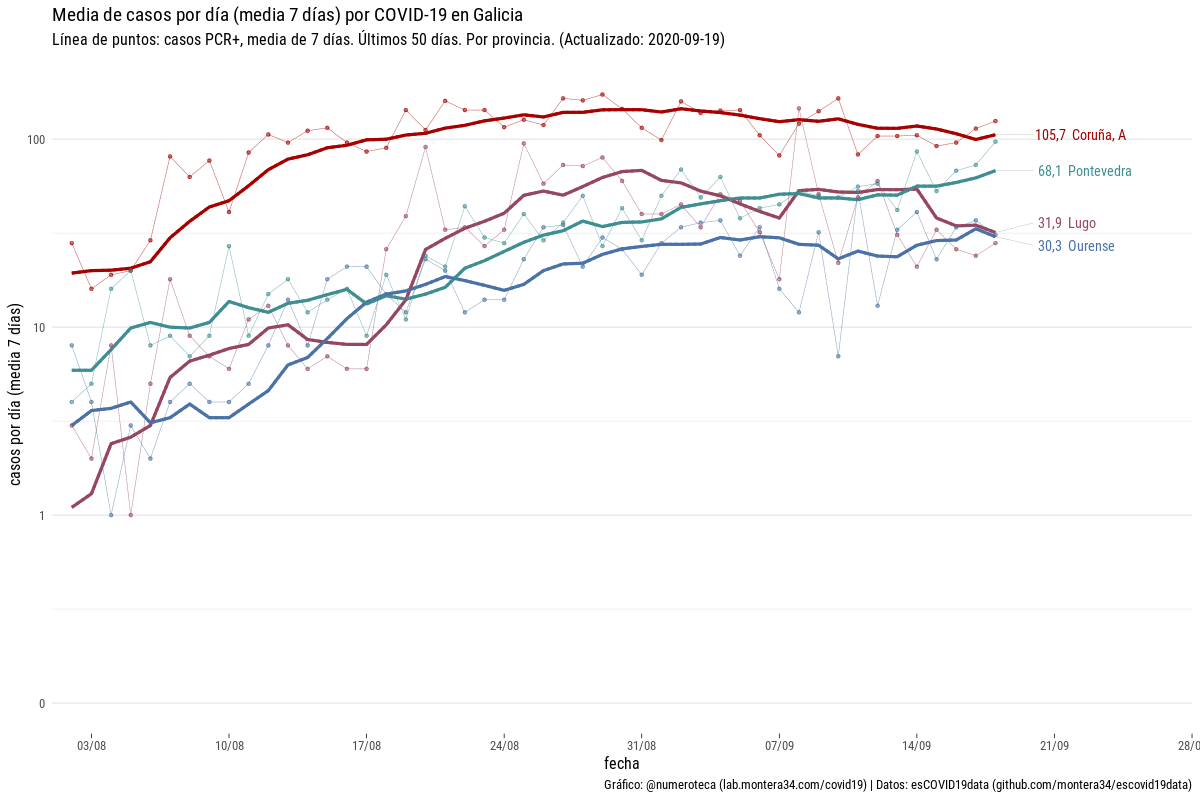 Media de casos por día (media 7 días) por COVID-19 en Galicia
Línea de puntos: casos PCR+, media de 7 días. Últimos 50 días. Por provincia. (Actualizado: 2020-09-19)
casos por día (media 7 días)
100
10
1
0
105,7 Coruña, A
68,1 Pontevedra
31,9 Lugo
30,3 Ourense
03/08
10/08
17/08
24/08
31/08
07/09
14/09
21/09
28/0
fecha
Gráfico: @numeroteca (lab.montera34.com/covid19) | Datos: esCOVID19data (github.com/montera34/escovid19data)